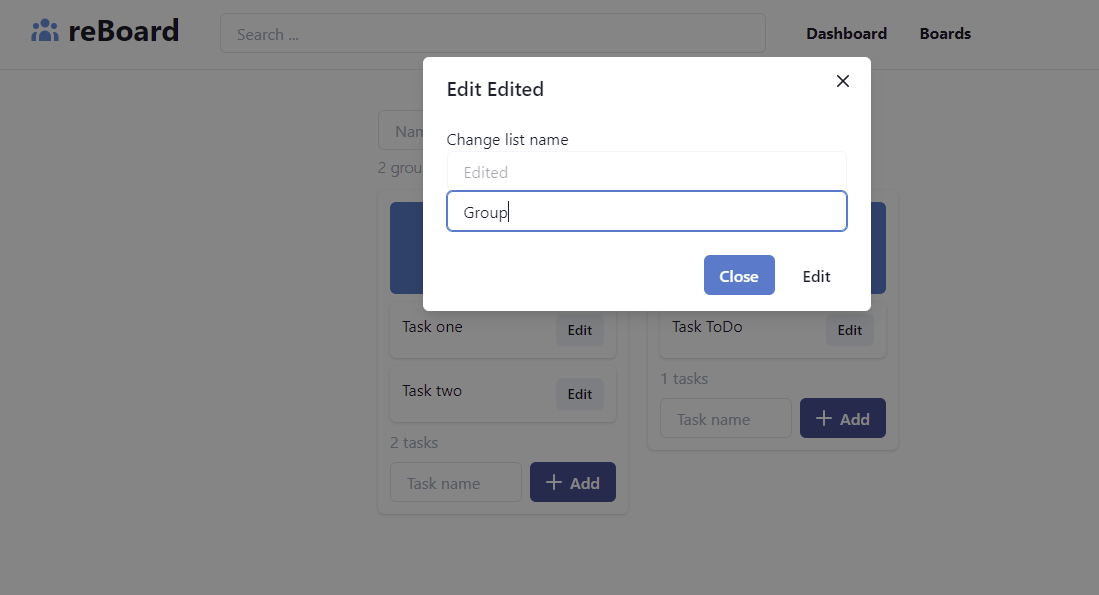 reBoard
Search ...
Dashboard
Boards
Edit Edited
Change list name
Edited
Group
Close
Edit
2 grou
Task one
Edit
Task two
Edit
2 tasks
Task name
Add
Task ToDo
Edit
1 tasks
Task name
Add